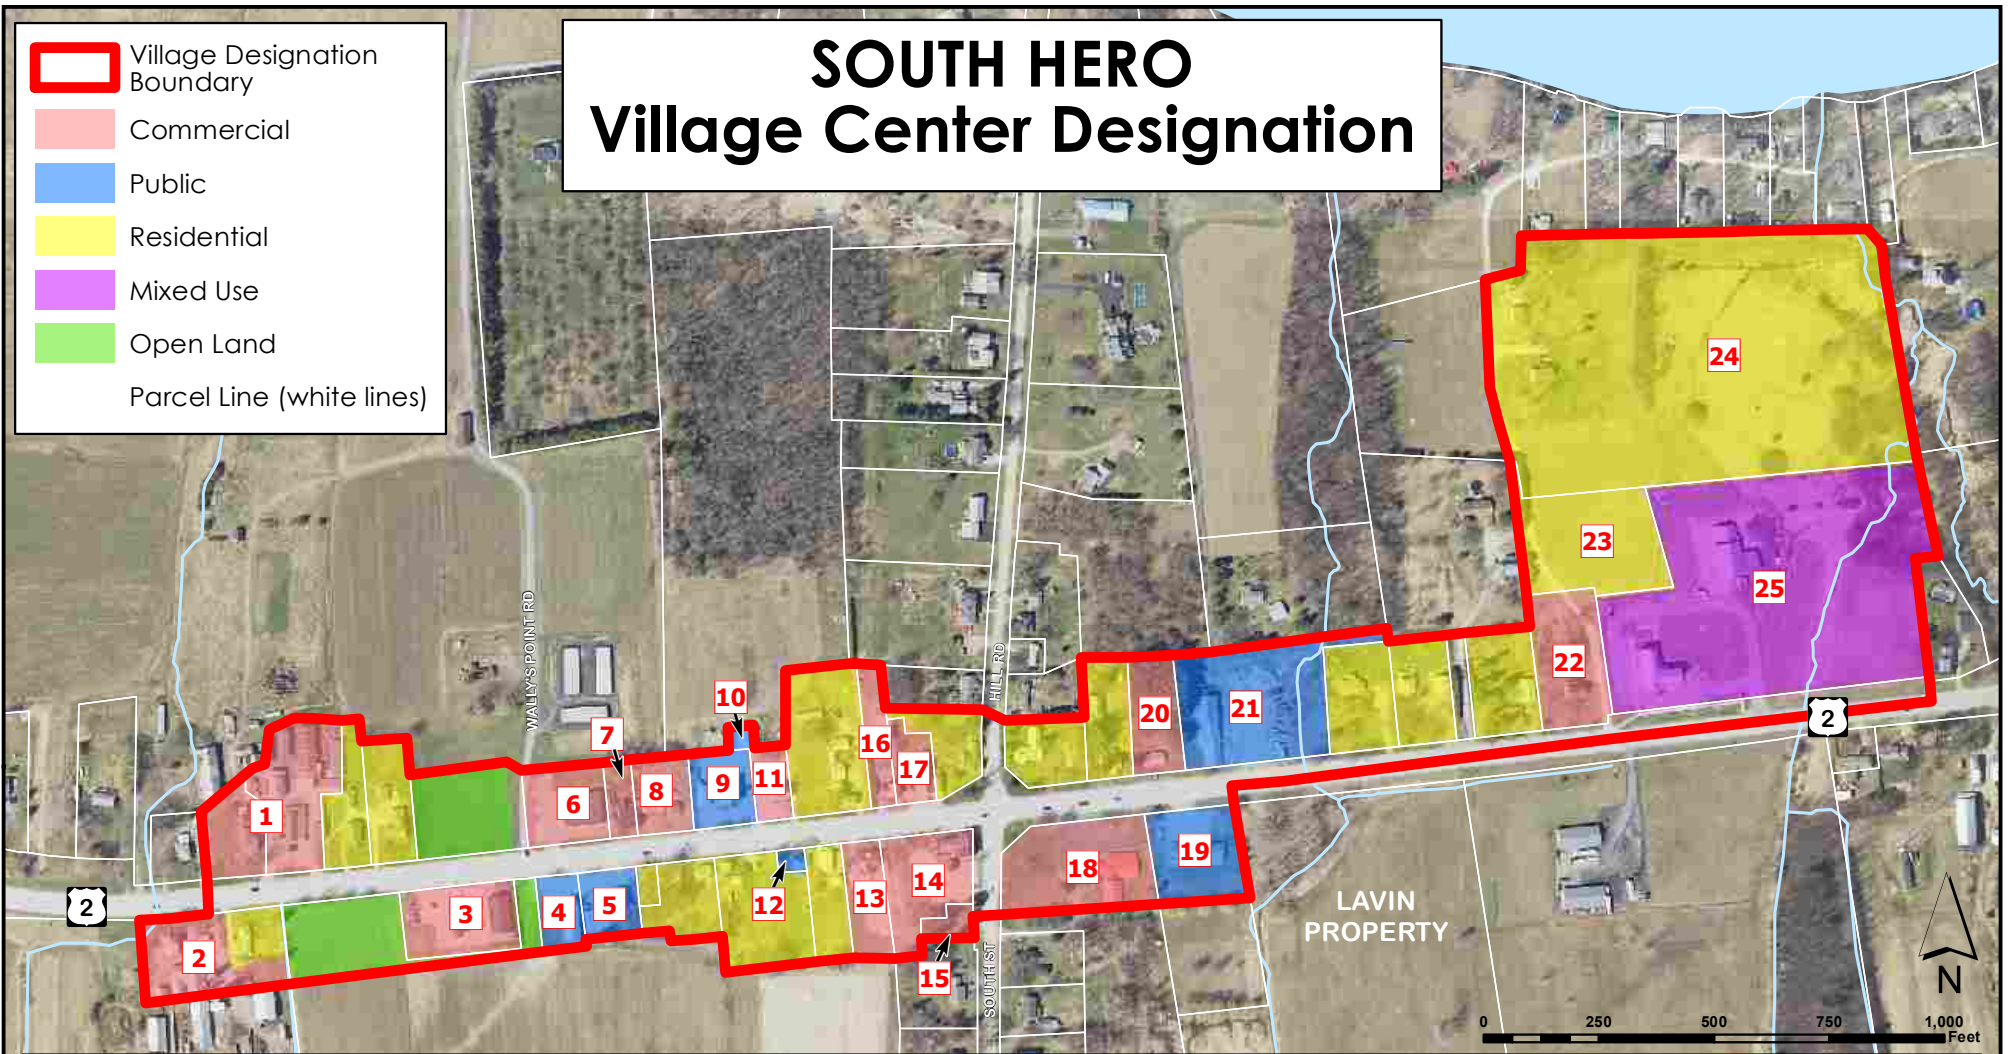 SOUTH HERO
Village Center Designation
Village Designation
Boundary
Commercial
Public
Residential
Mixed Use
Open Land
Parcel Line (white lines)
WALLY'S POINT RD
HILL RD
SOUTH ST
1
2
3
4
5
6
7
8
9
10
11
12
13
14
15
16
17
18
19
20
21
22
23
24
25
2
2
LAVIN
PROPERTY
N
0 250 500 750 1,000
Feet